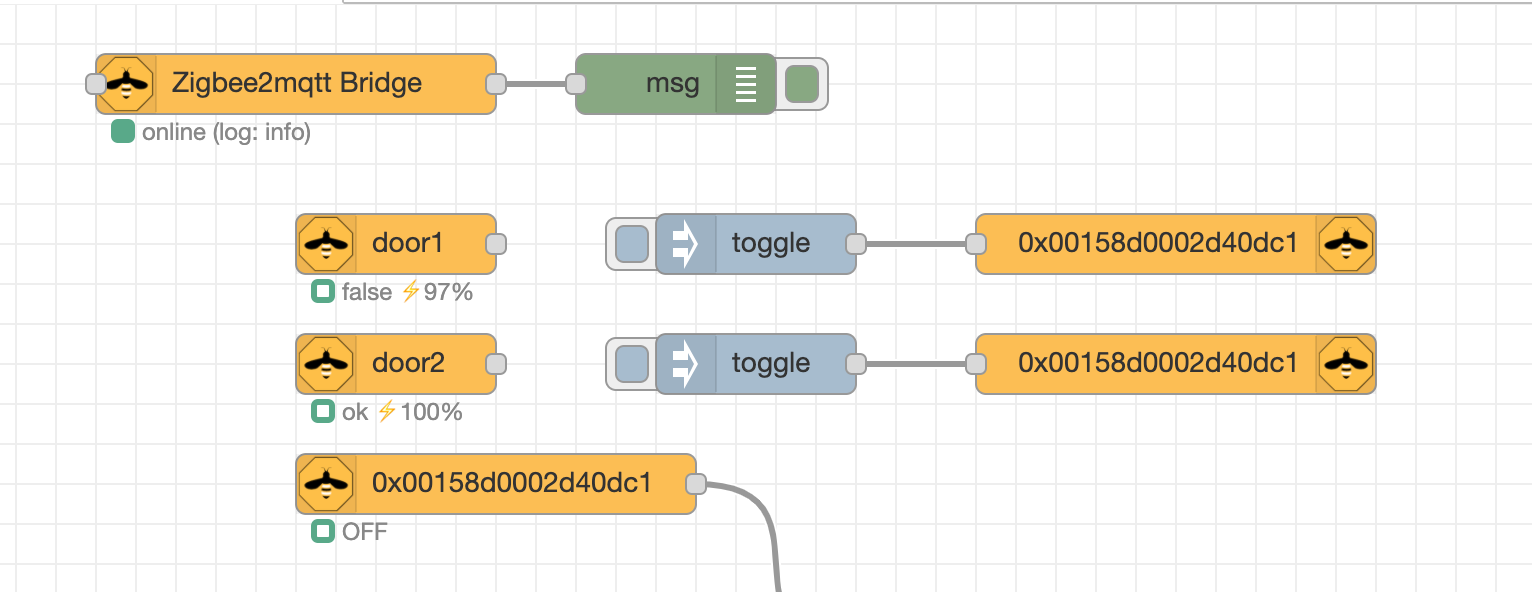 Zigbee2mqtt Bridge
msg
online (log: info)
door1
toggle
0x00158d0002d40dc1
false ⚡97%
door2
toggle
0x00158d0002d40dc1
ok ⚡100%
0x00158d0002d40dc1
OFF